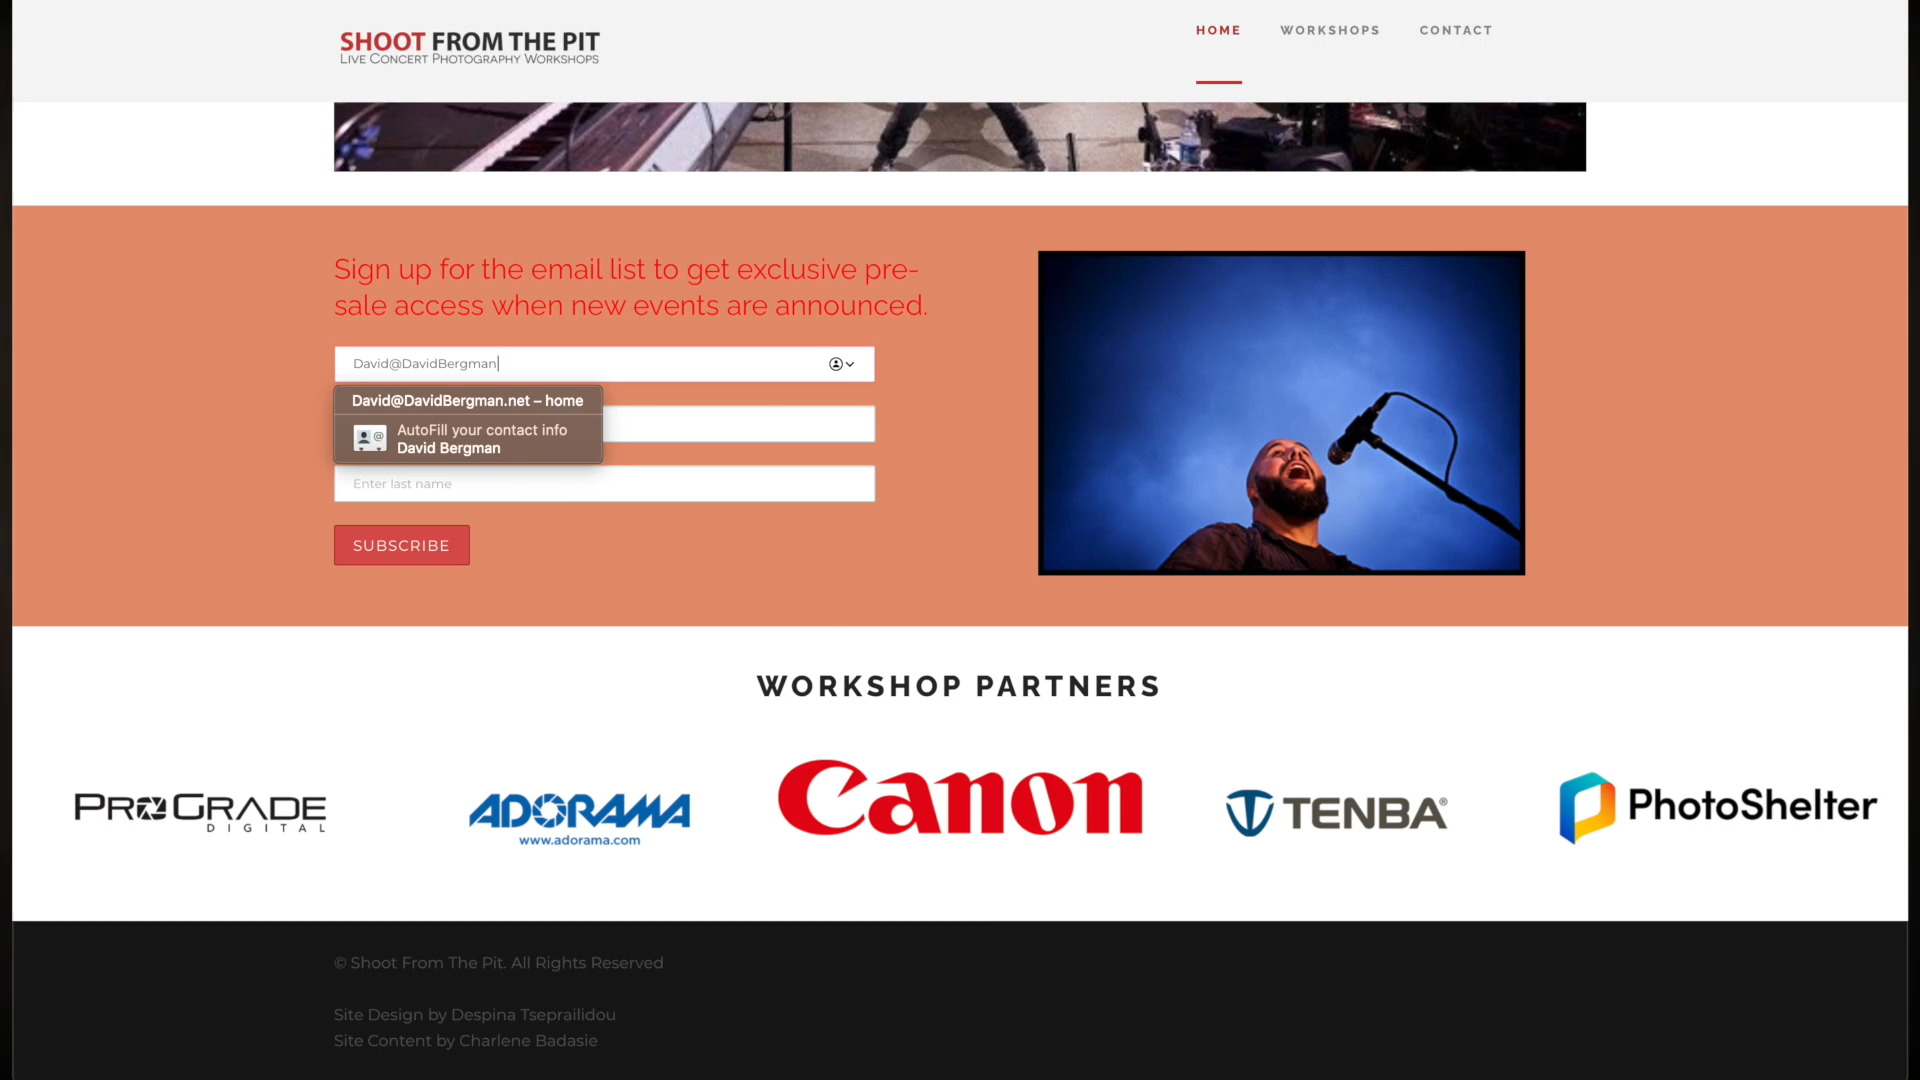 SHOOT FROM THE PIT
LIVE CONCERT PHOTOGRAPHY WORKSHOPS
HOME
WORKSHOPS
CONTACT
Sign up for the email list to get exclusive pre-
sale access when new events are announced.
David@DavidBergman
David@DavidBergman.net – home
AutoFill your contact info
David Bergman
Enter last name
SUBSCRIBE
WORKSHOP PARTNERS
PROGRADE
DIGITAL
ADORAMA
www.adorama.com
Canon
TENBA®
PhotoShelter
© Shoot From The Pit. All Rights Reserved
Site Design by Despina Tseprailidou
Site Content by Charlene Badasie